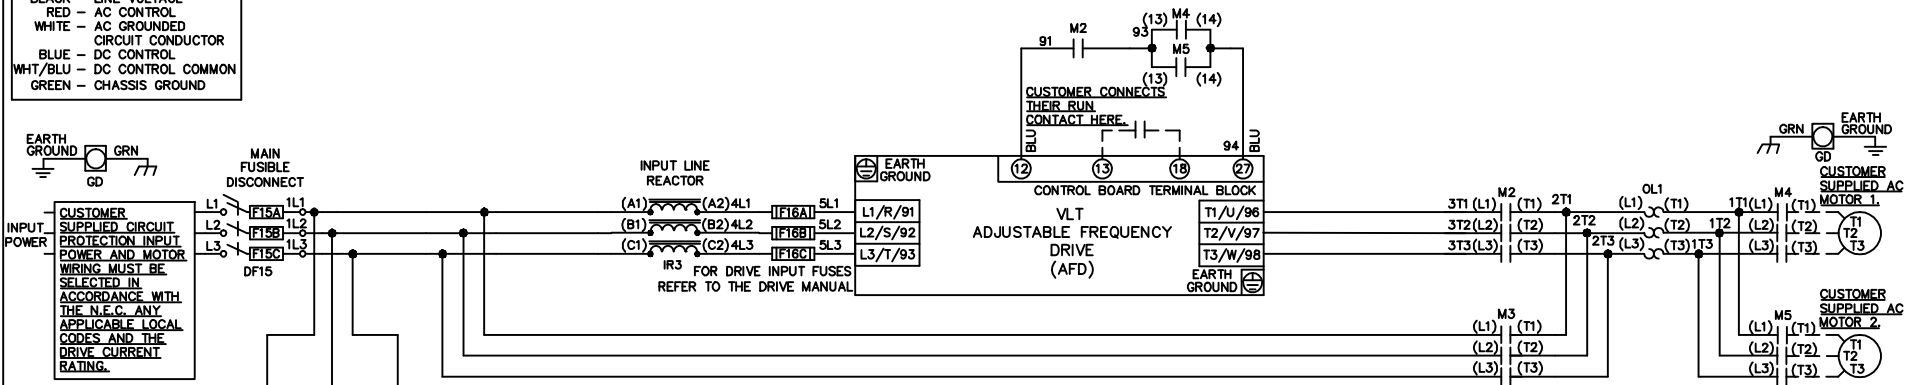 RED – AC CONTROL
WHITE – AC GROUNDED
CIRCUIT CONDUCTOR
BLUE – DC CONTROL
WHT/BLU – DC CONTROL COMMON
GREEN – CHASSIS GROUND
EARTH
GROUND
GRN
GD
INPUT
POWER
CUSTOMER
SUPPLIED CIRCUIT
PROTECTION INPUT
POWER AND MOTOR
WIRING MUST BE
SELECTED IN
ACCORDANCE WITH
THE N.E.C. ANY
APPLICABLE LOCAL
CODES AND THE
DRIVE CURRENT
RATING.
MAIN
FUSIBLE
DISCONNECT
L1 F15A 1L1
L2 F15B 1L2
L3 F15C 1L3
DF15
INPUT LINE
REACTOR
(A1) (A2) 4L1 F16A 5L1
(B1) (B2) 4L2 F16B 5L2
(C1) (C2) 4L3 F16C 5L3
IR3
FOR DRIVE INPUT FUSES
REFER TO THE DRIVE MANUAL
91
M2
93
(13) M4 (14)
M5
(13) (14)
CUSTOMER CONNECTS
THEIR RUN
CONTACT HERE.
BLU
94
BLU
EARTH
GROUND
12 13 18 27
CONTROL BOARD TERMINAL BLOCK
L1/R/91
L2/S/92
L3/T/93
VLT
ADJUSTABLE FREQUENCY
DRIVE
(AFD)
T1/U/96
T2/V/97
T3/W/98
EARTH
GROUND
M2
3T1 (L1) (T1) 2T1
3T2 (L2) (T2) 2T2
3T3 (L3) (T3) 2T3
M3
(L1) (T1)
(L2) (T2)
(L3) (T3)
OL1
(L1) (T1) 1T1
(L2) (T2) 1T2
(L3) (T3) 1T3
M4
(L1) (T1)
(L2) (T2)
(L3) (T3)
GRN
EARTH
GROUND
GD
CUSTOMER
SUPPLIED AC
MOTOR 1.
T1
T2
T3
M5
(L1) (T1)
(L2) (T2)
(L3) (T3)
CUSTOMER
SUPPLIED AC
MOTOR 2.
T1
T2
T3